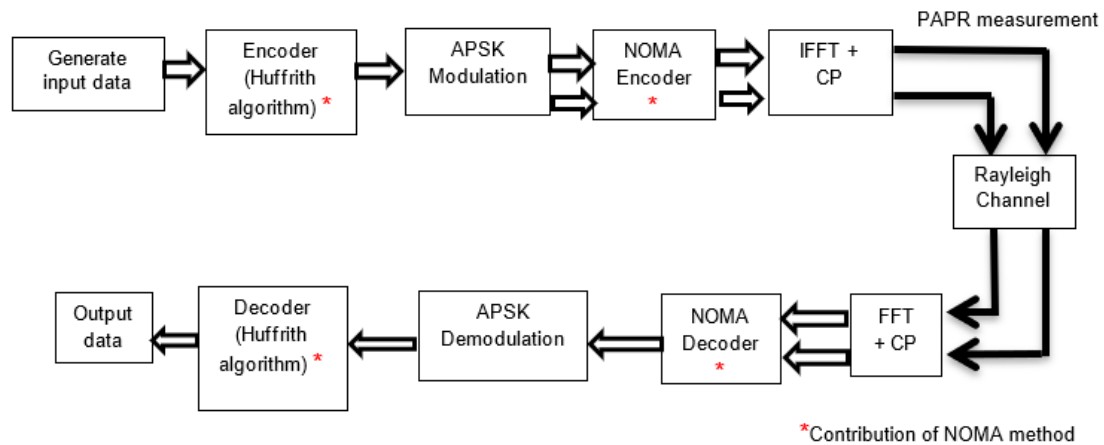 PAPR measurement
Generate
input data
Encoder
(Huffrith
algorithm) *
APSK
Modulation
NOMA
Encoder
*
IFFT +
CP
Rayleigh
Channel
Output
data
Decoder
(Huffrith
algorithm) *
APSK
Demodulation
NOMA
Decoder
*
FFT
+ CP
*Contribution of NOMA method